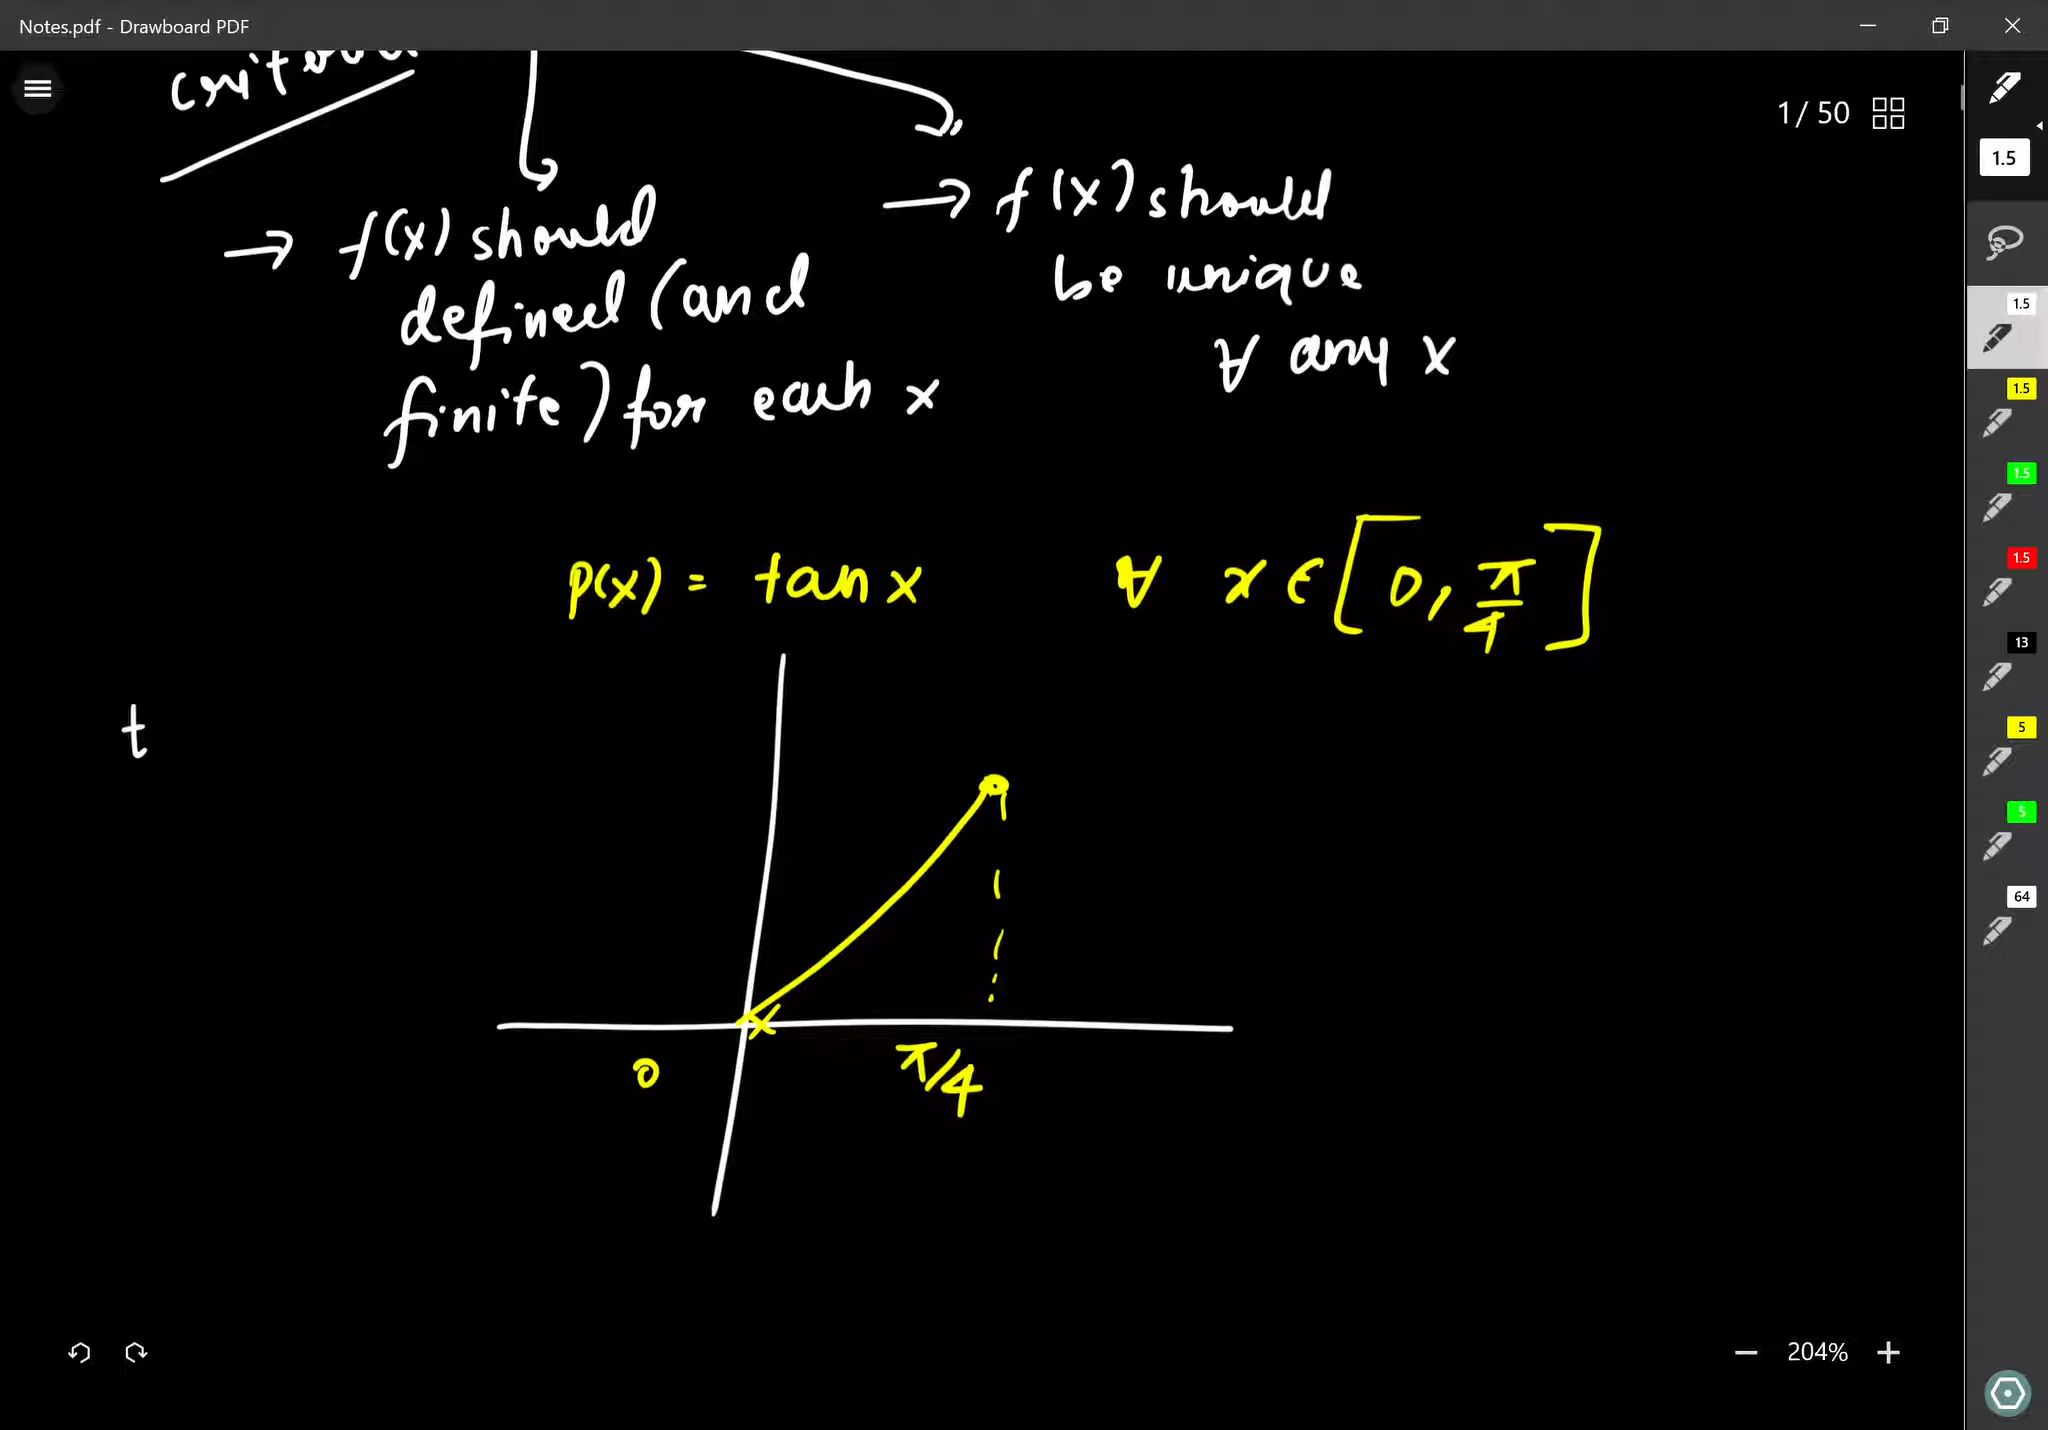 Notes.pdf - Drawboard PDF
1 / 50
→ f(x) should
defined (and
finite) for each x
→ f(x) should
be unique
∀ any x
p(x) = tan x ∀ x ∈ [0, π/4]
t
0
π/4
1.5
1.5
1.5
1.5
1.5
13
5
5
64
204%